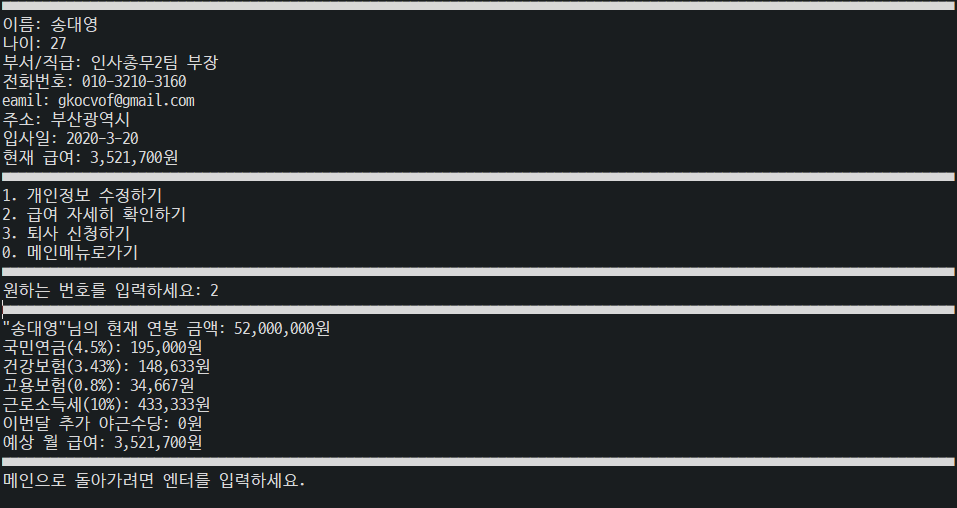 이름: 송대영
나이: 27
부서/직급: 인사총무2팀 부장
전화번호: 010-3210-3160
eamil: gkocvof@gmail.com
주소: 부산광역시
입사일: 2020-3-20
현재 급여: 3,521,700원
1. 개인정보 수정하기
2. 급여 자세히 확인하기
3. 퇴사 신청하기
0. 메인메뉴로가기
원하는 번호를 입력하세요: 2
"송대영"님의 현재 연봉 금액: 52,000,000원
국민연금(4.5%): 195,000원
건강보험(3.43%): 148,633원
고용보험(0.8%): 34,667원
근로소득세(10%): 433,333원
이번달 추가 야근수당: 0원
예상 월 급여: 3,521,700원
메인으로 돌아가려면 엔터를 입력하세요.